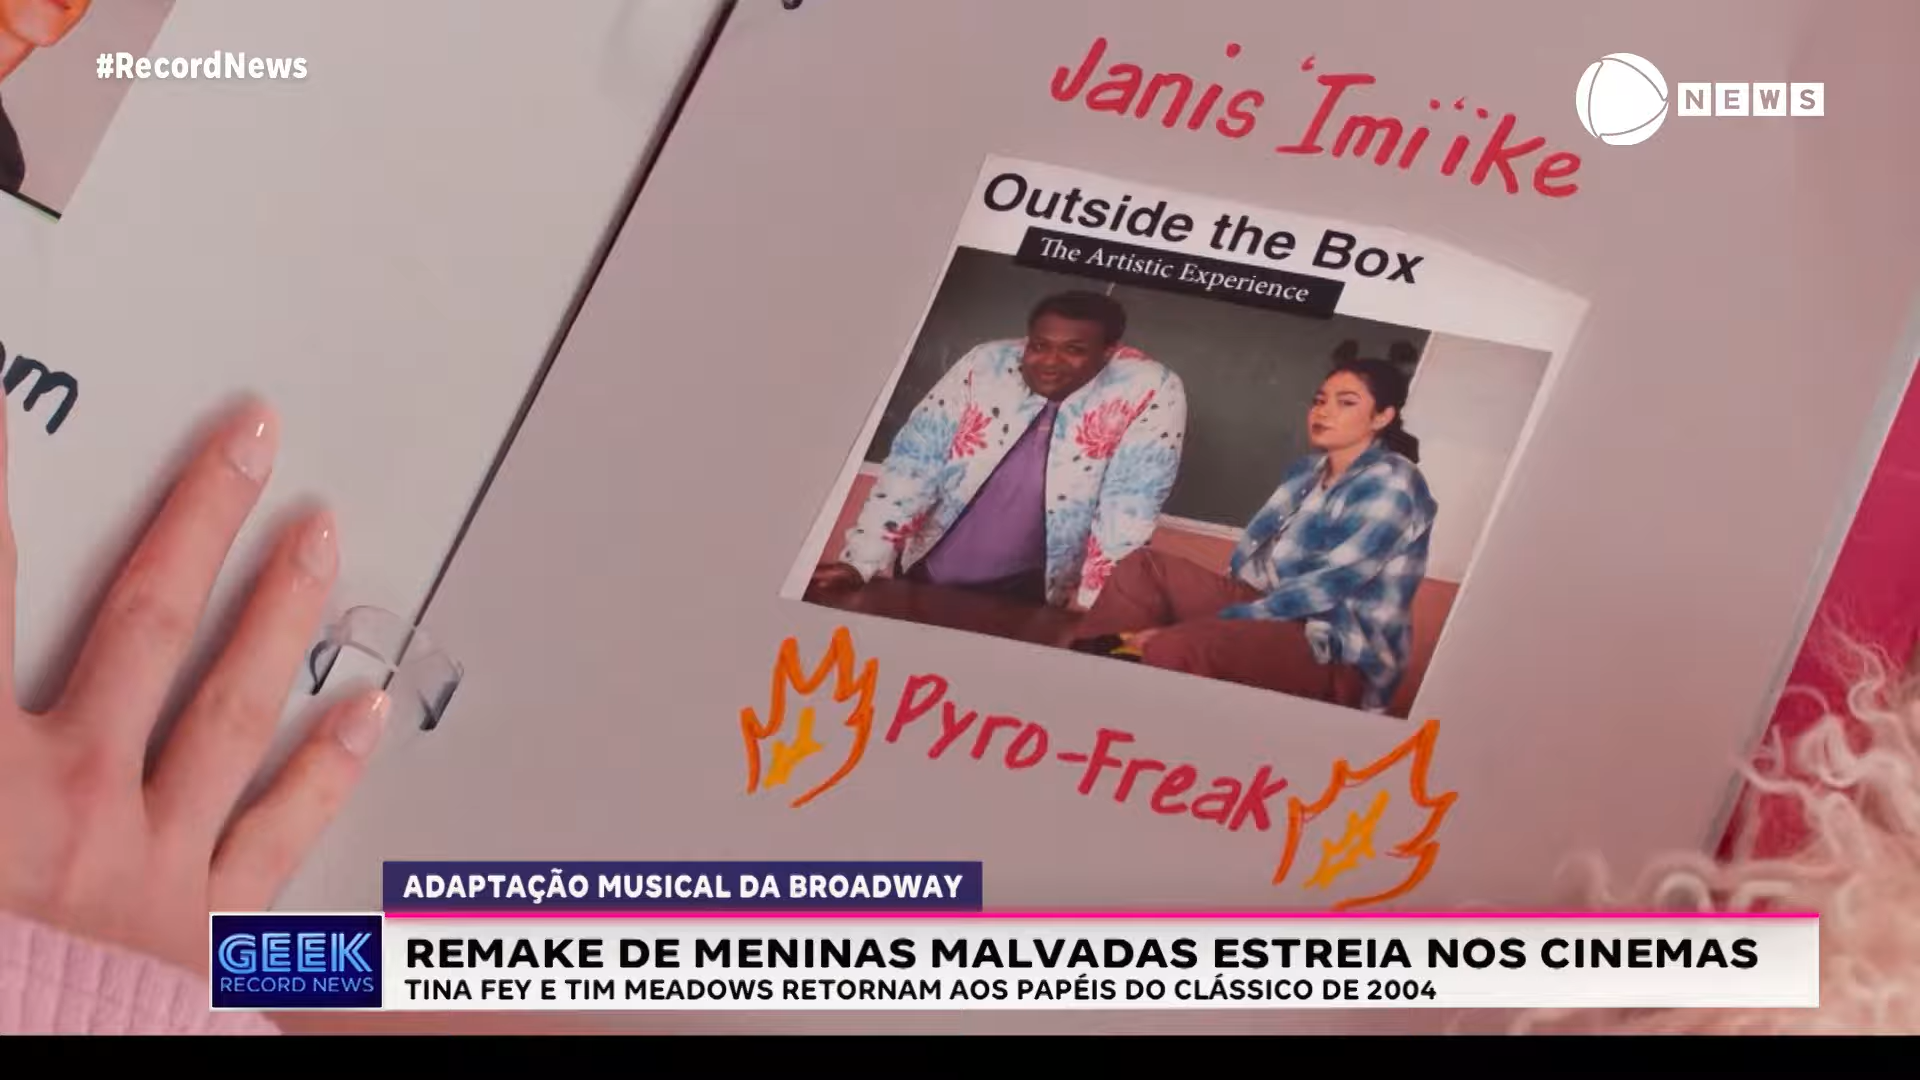 #RecordNews
NEWS
Janis 'Imi'ike
Outside the Box
The Artistic Experience
Pyro-Freak
ADAPTAÇÃO MUSICAL DA BROADWAY
GEEK
RECORD NEWS
REMAKE DE MENINAS MALVADAS ESTREIA NOS CINEMAS
TINA FEY E TIM MEADOWS RETORNAM AOS PAPÉIS DO CLÁSSICO DE 2004